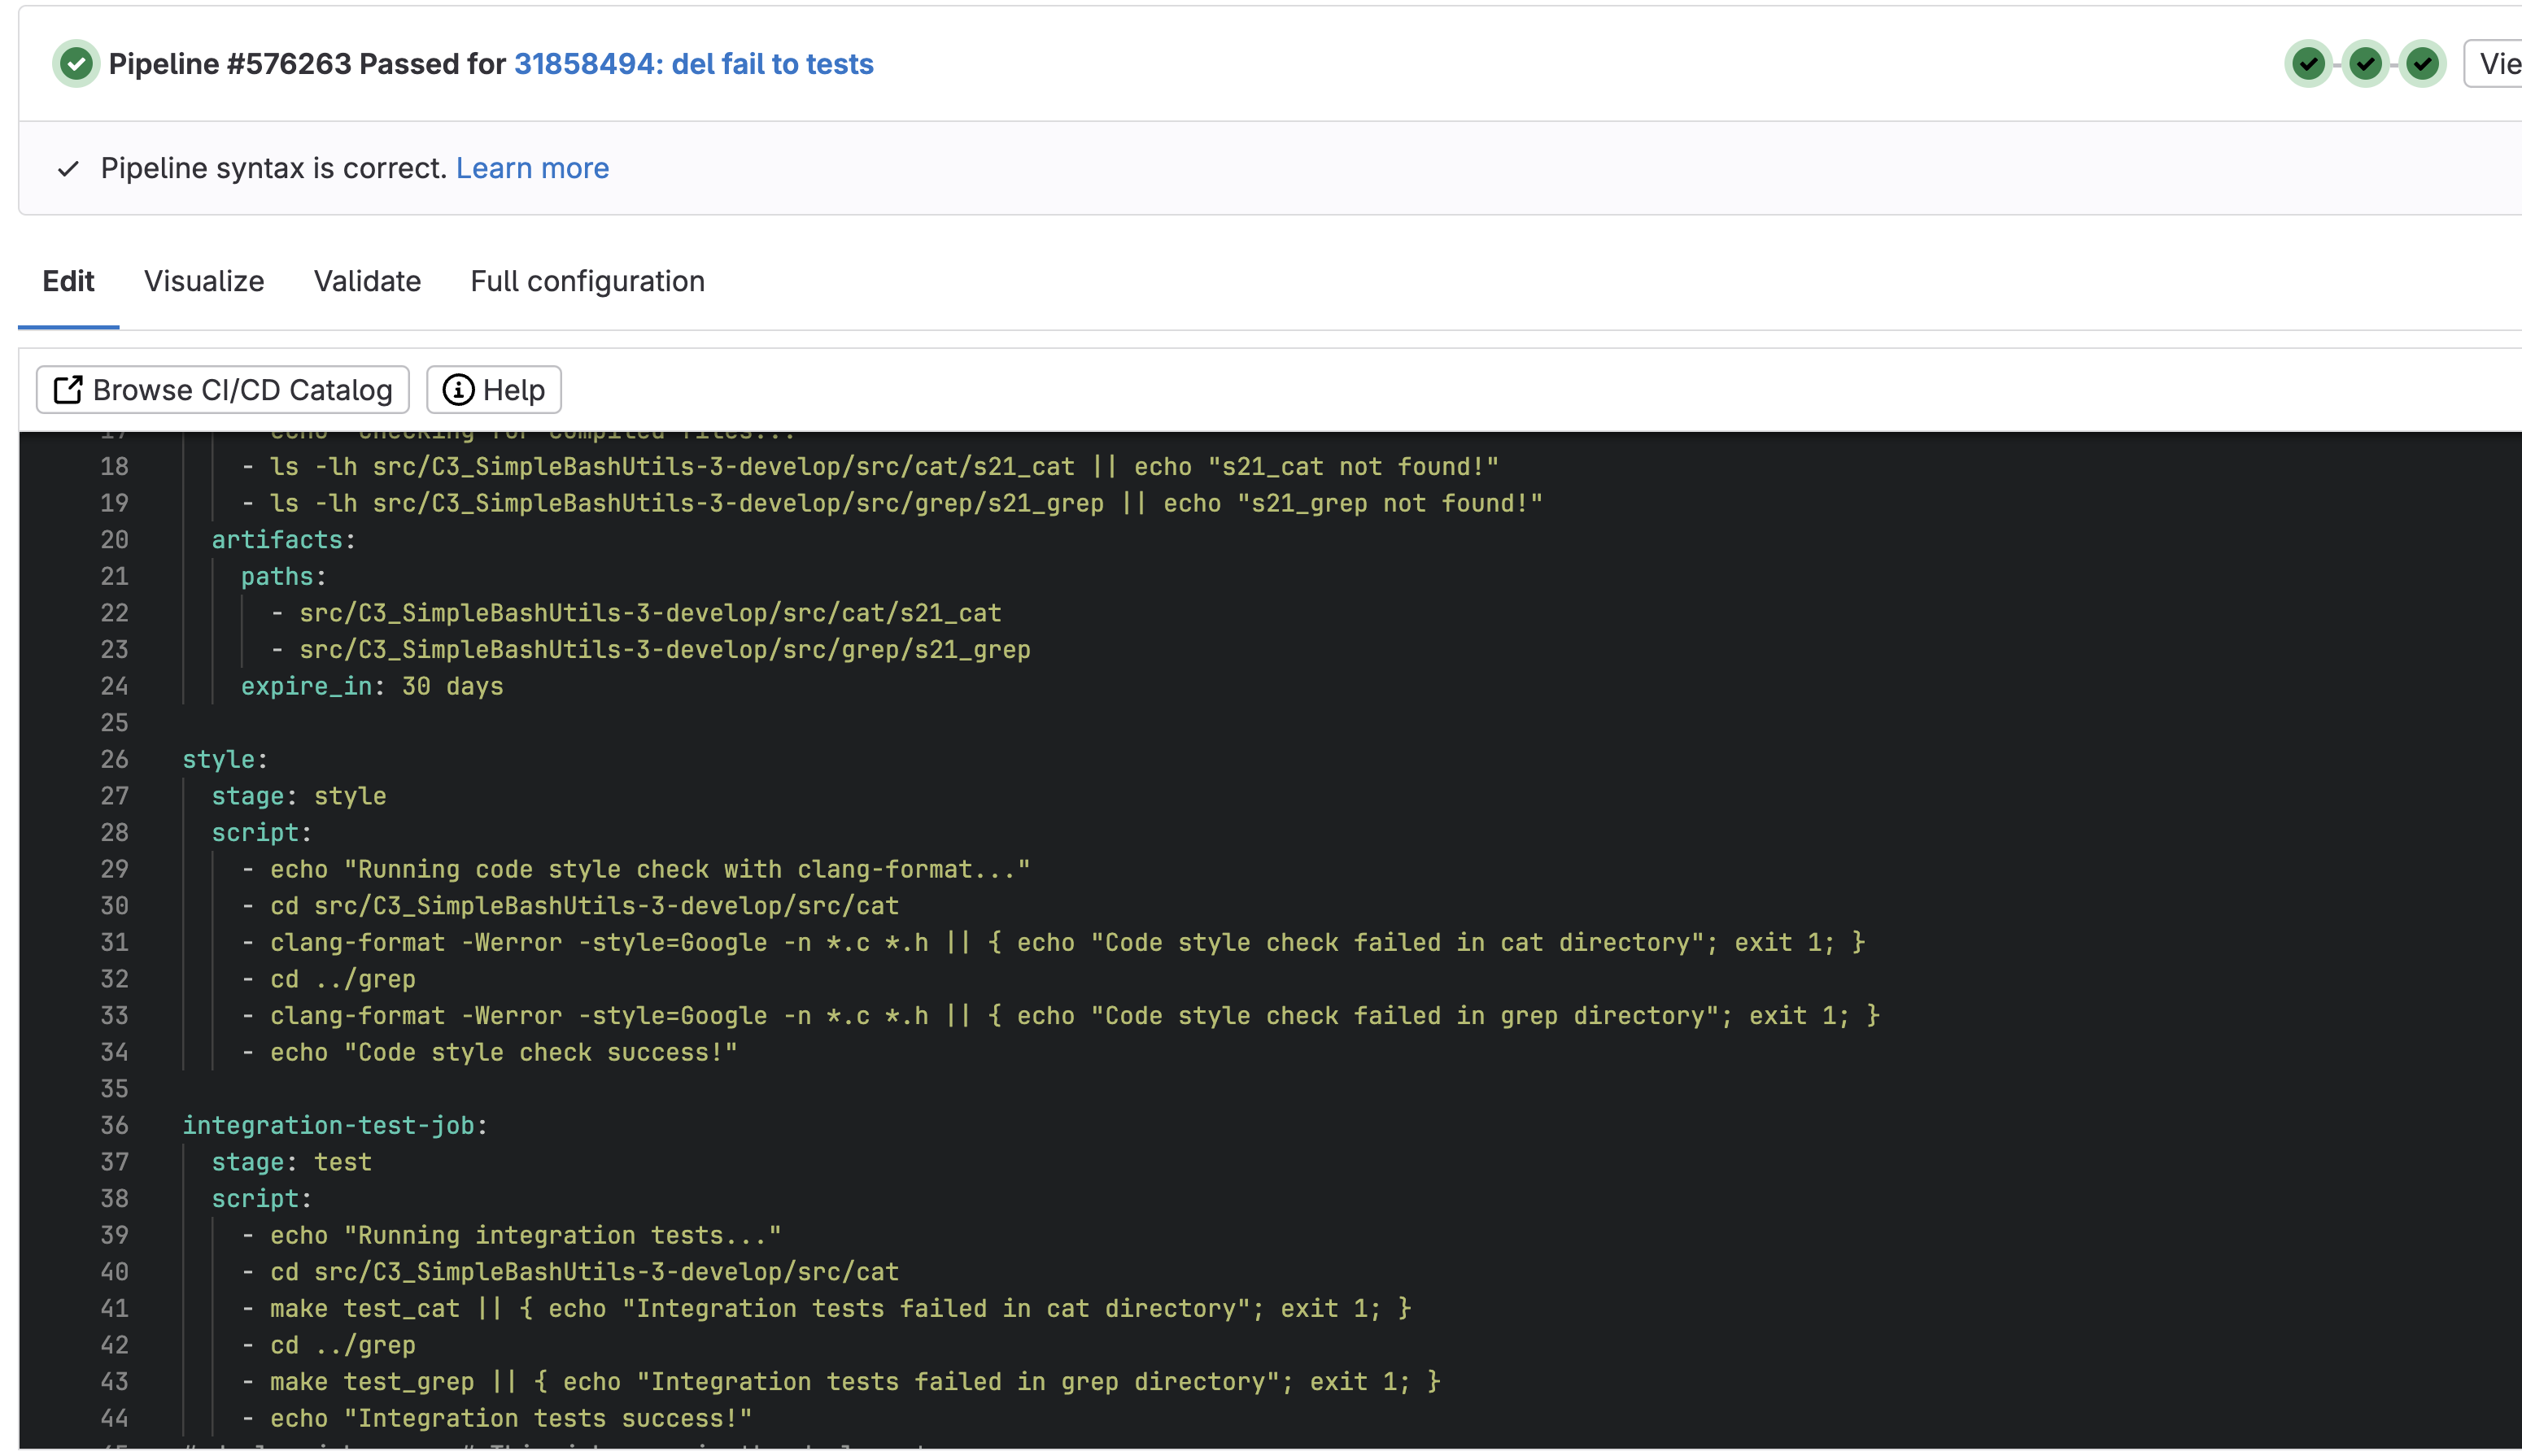 Pipeline #576263 Passed for 31858494: del fail to tests
Vie
Pipeline syntax is correct. Learn more
Edit Visualize Validate Full configuration
Browse CI/CD Catalog Help
17 echo "Checking for compiled files..."
18 - ls -lh src/C3_SimpleBashUtils-3-develop/src/cat/s21_cat || echo "s21_cat not found!"
19 - ls -lh src/C3_SimpleBashUtils-3-develop/src/grep/s21_grep || echo "s21_grep not found!"
20 artifacts:
21 paths:
22 - src/C3_SimpleBashUtils-3-develop/src/cat/s21_cat
23 - src/C3_SimpleBashUtils-3-develop/src/grep/s21_grep
24 expire_in: 30 days
25
26 style:
27 stage: style
28 script:
29 - echo "Running code style check with clang-format..."
30 - cd src/C3_SimpleBashUtils-3-develop/src/cat
31 - clang-format -Werror -style=Google -n *.c *.h || { echo "Code style check failed in cat directory"; exit 1; }
32 - cd ../grep
33 - clang-format -Werror -style=Google -n *.c *.h || { echo "Code style check failed in grep directory"; exit 1; }
34 - echo "Code style check success!"
35
36 integration-test-job:
37 stage: test
38 script:
39 - echo "Running integration tests..."
40 - cd src/C3_SimpleBashUtils-3-develop/src/cat
41 - make test_cat || { echo "Integration tests failed in cat directory"; exit 1; }
42 - cd ../grep
43 - make test_grep || { echo "Integration tests failed in grep directory"; exit 1; }
44 - echo "Integration tests success!"